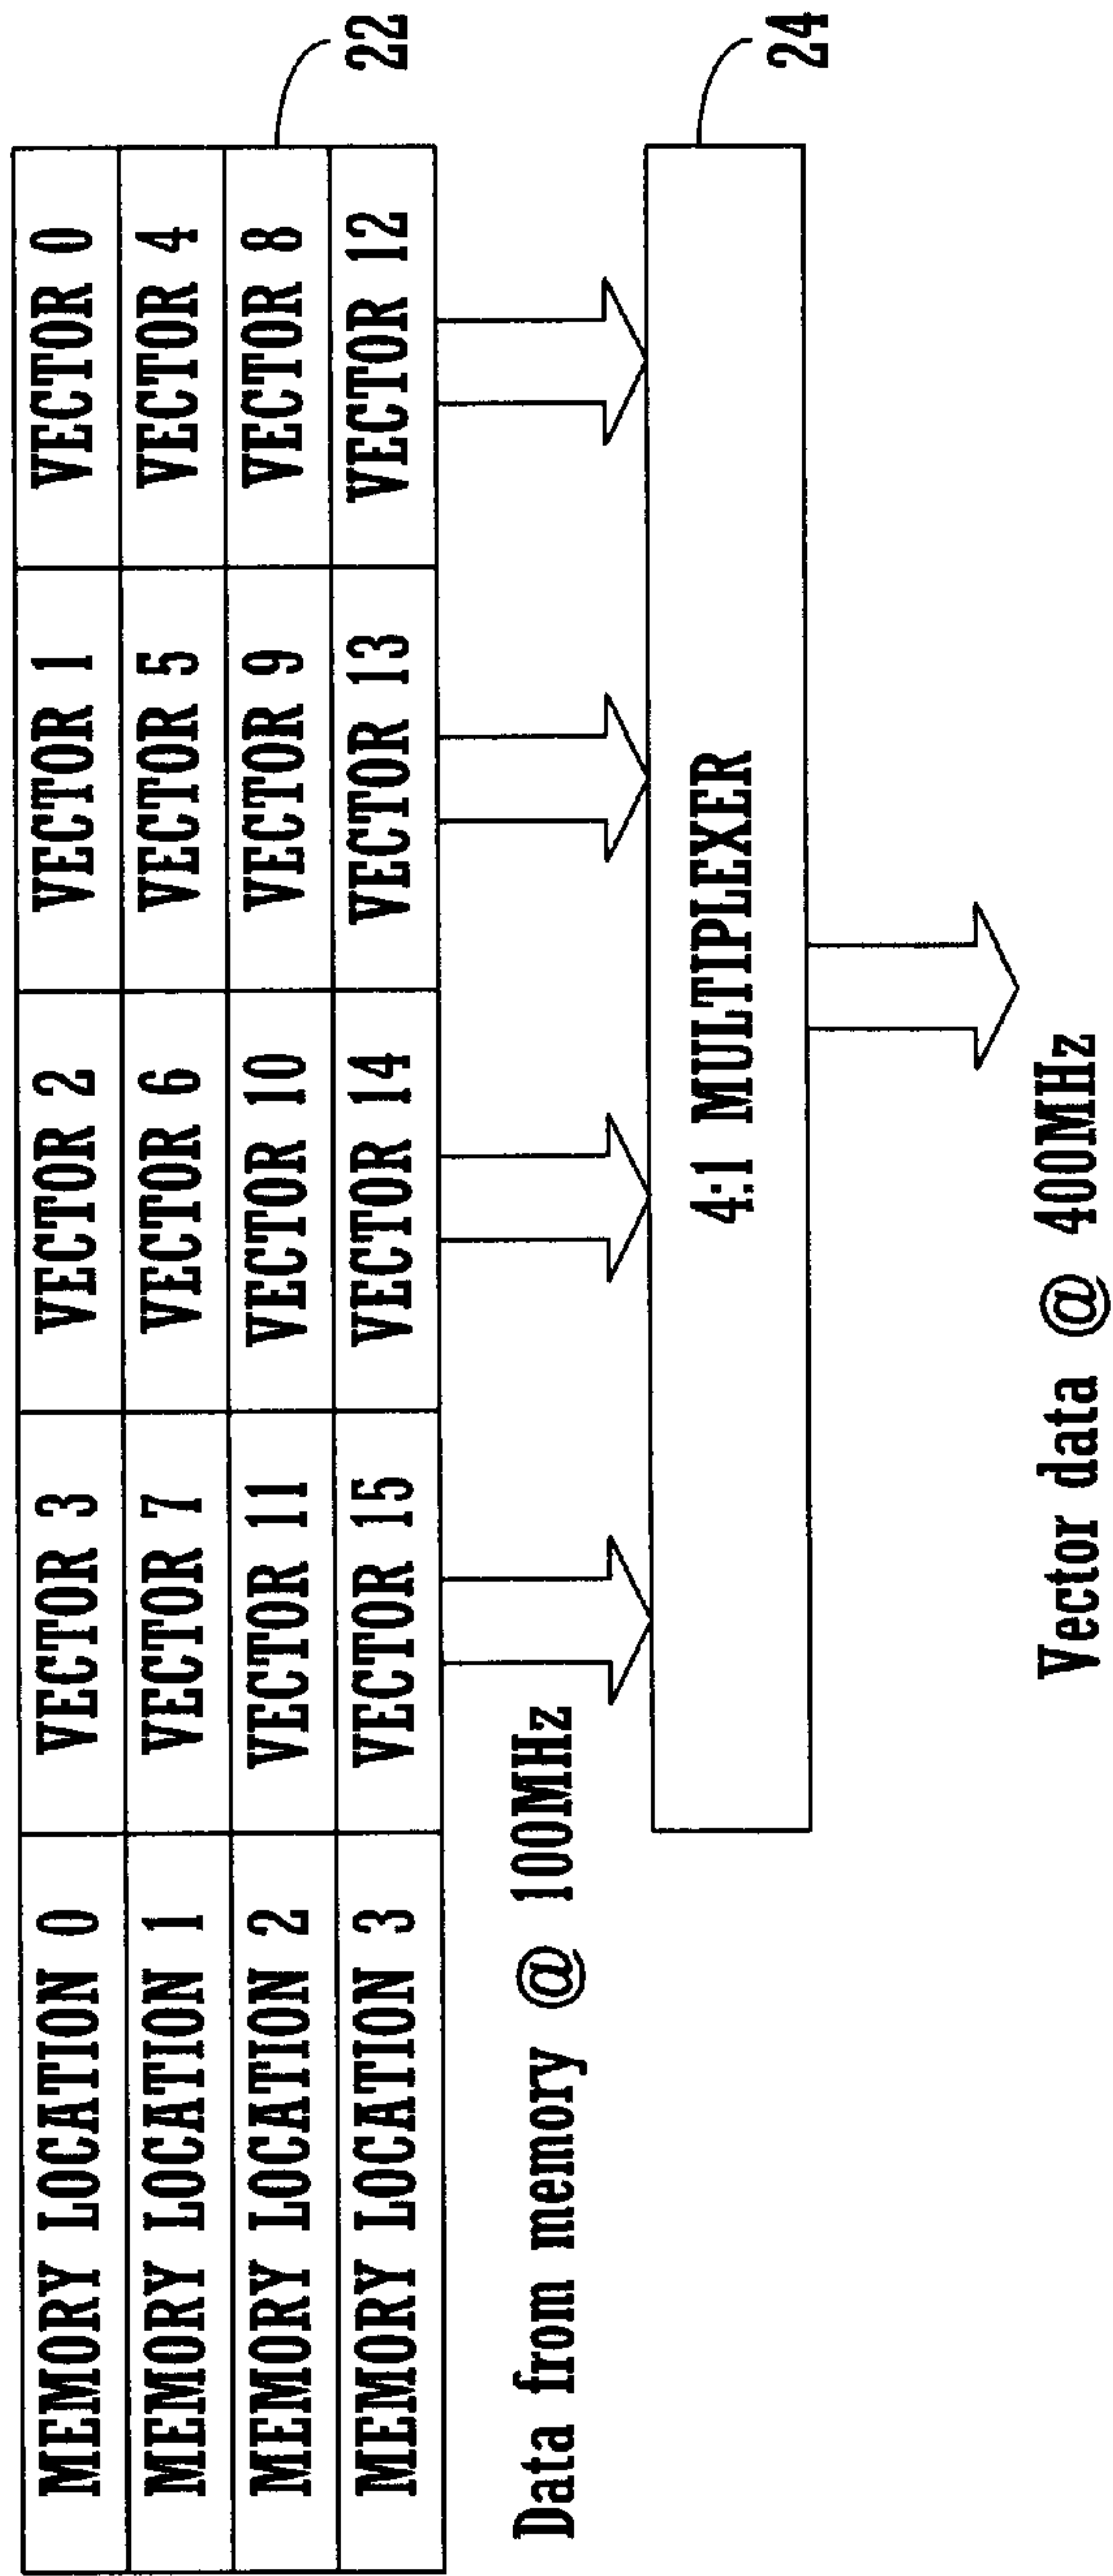 MEMORY LOCATION 0 VECTOR 3 VECTOR 2 VECTOR 1 VECTOR 0
MEMORY LOCATION 1 VECTOR 7 VECTOR 6 VECTOR 5 VECTOR 4
MEMORY LOCATION 2 VECTOR 11 VECTOR 10 VECTOR 9 VECTOR 8
MEMORY LOCATION 3 VECTOR 15 VECTOR 14 VECTOR 13 VECTOR 12
22
Data from memory @ 100MHz
4:1 MULTIPLEXER
24
Vector data @ 400MHz